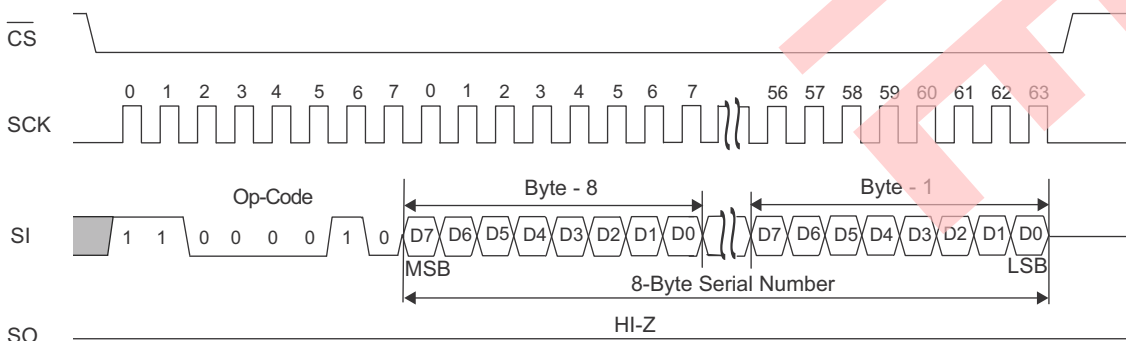 CS
0 1 2 3 4 5 6 7 0 1 2 3 4 5 6 7 56 57 58 59 60 61 62 63
SCK
Op-Code Byte - 8 Byte - 1
SI 1 1 0 0 0 0 1 0 D7 D6 D5 D4 D3 D2 D1 D0 D7 D6 D5 D4 D3 D2 D1 D0
MSB LSB
8-Byte Serial Number
HI-Z
SO